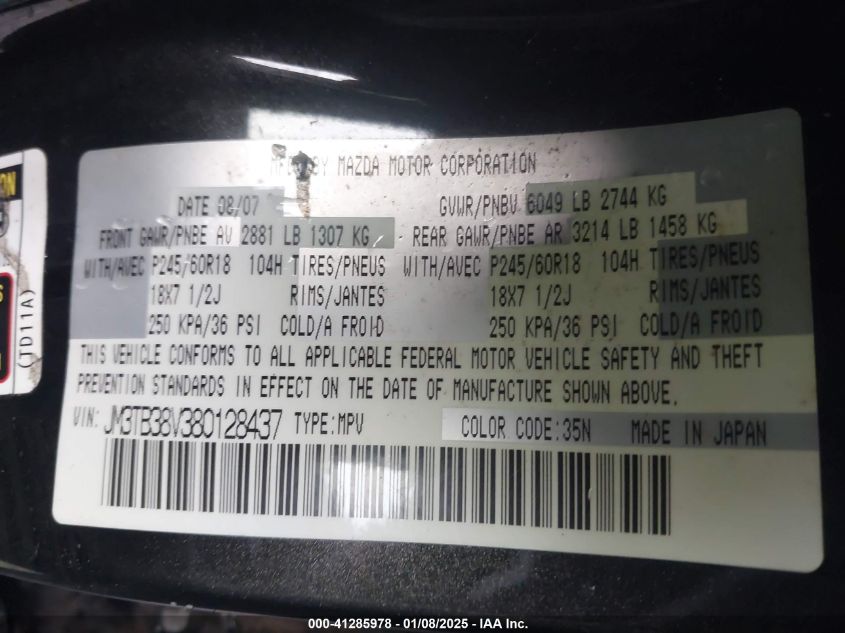 MFD BY MAZDA MOTOR CORPORATION
DATE 08/07 GVWR/PNBV 6049 LB 2744 KG
FRONT GAWR/PNBE AV 2881 LB 1307 KG REAR GAWR/PNBE AR 3214 LB 1458 KG
WITH/AVEC P245/60R18 104H TIRES/PNEUS WITH/AVEC P245/60R18 104H TIRES/PNEUS
18X7 1/2J RIMS/JANTES 18X7 1/2J RIMS/JANTES
250 KPA/36 PSI COLD/A FROID 250 KPA/36 PSI COLD/A FROID
THIS VEHICLE CONFORMS TO ALL APPLICABLE FEDERAL MOTOR VEHICLE SAFETY AND THEFT
PREVENTION STANDARDS IN EFFECT ON THE DATE OF MANUFACTURE SHOWN ABOVE.
VIN: JM3TB38V380128437 TYPE:MPV COLOR CODE:35N MADE IN JAPAN
(JD11A)
000-41285978 - 01/08/2025 - IAA Inc.